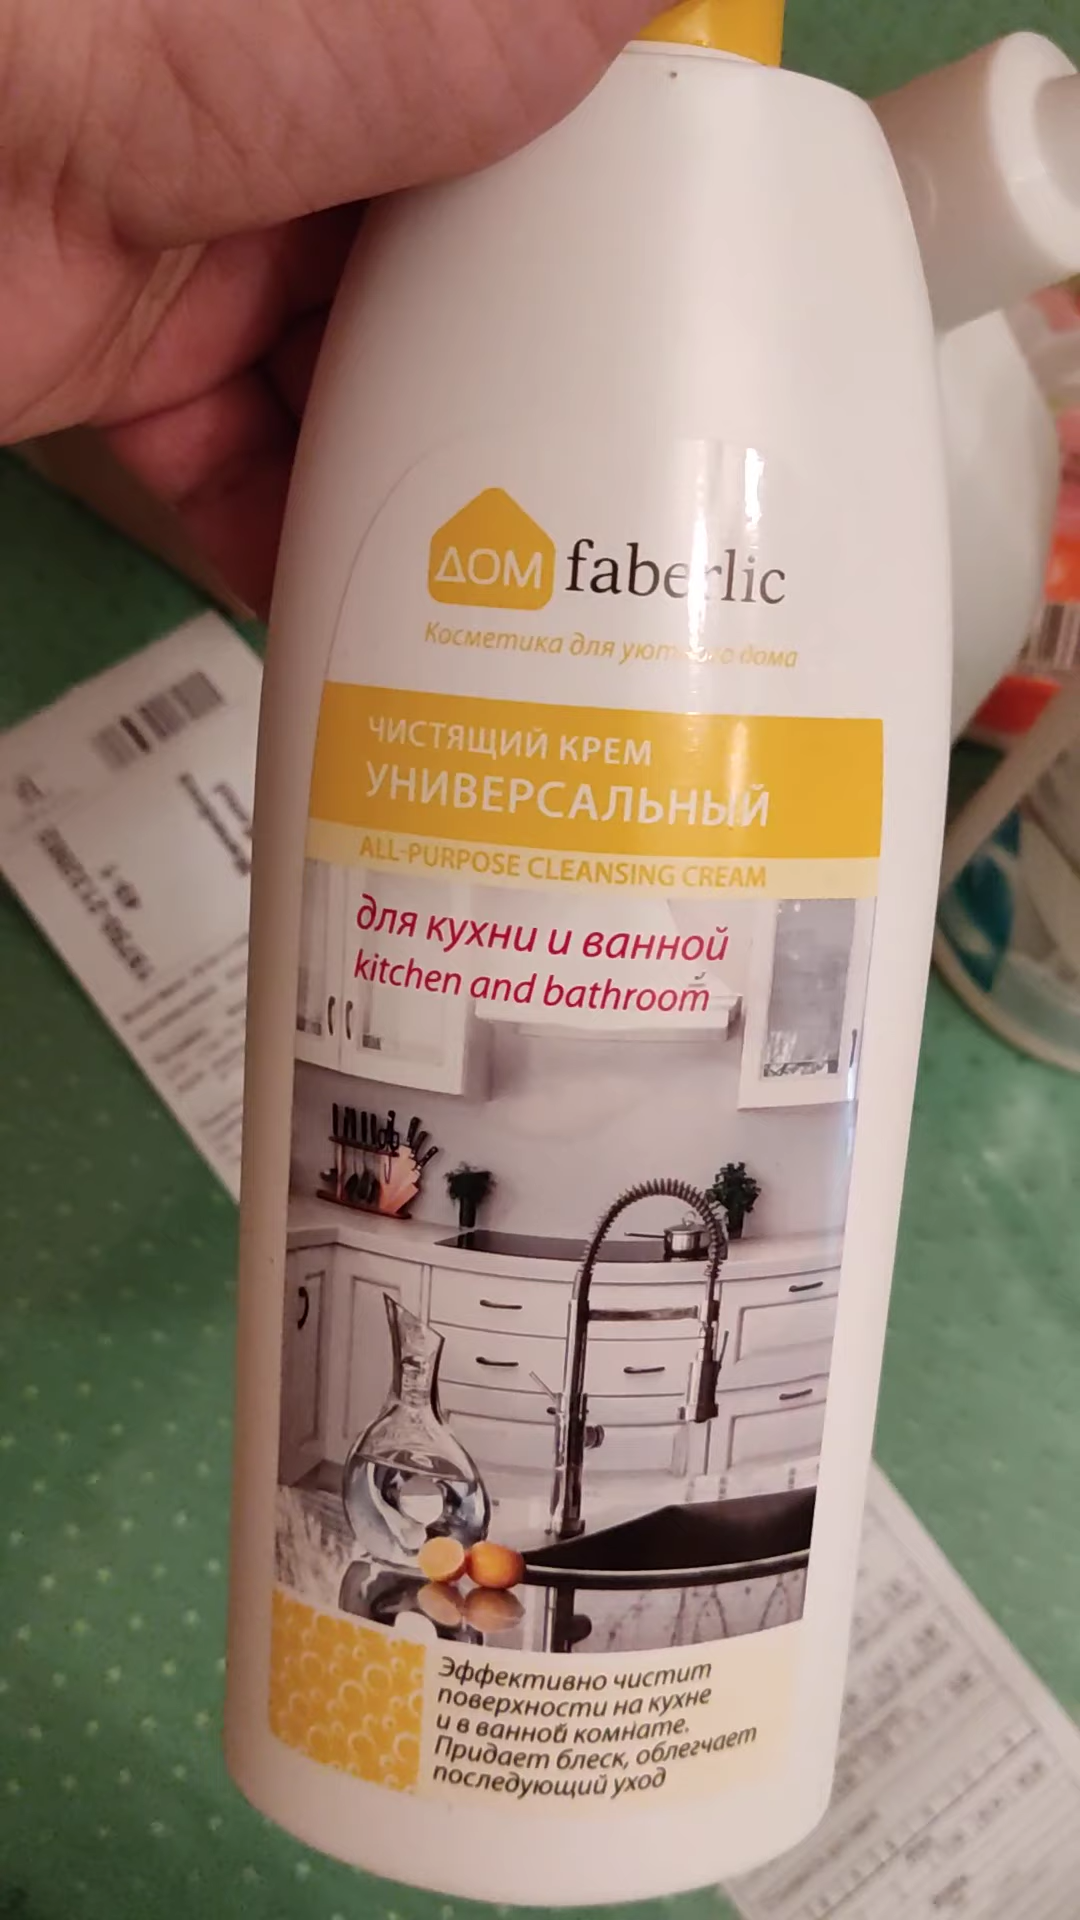 ДОМ faberlic
Косметика для уютного дома
ЧИСТЯЩИЙ КРЕМ
УНИВЕРСАЛЬНЫЙ
ALL-PURPOSE CLEANSING CREAM
для кухни и ванной
kitchen and bathroom
Эффективно чистит
поверхности на кухне
и в ванной комнате.
Придает блеск, облегчает
последующий уход